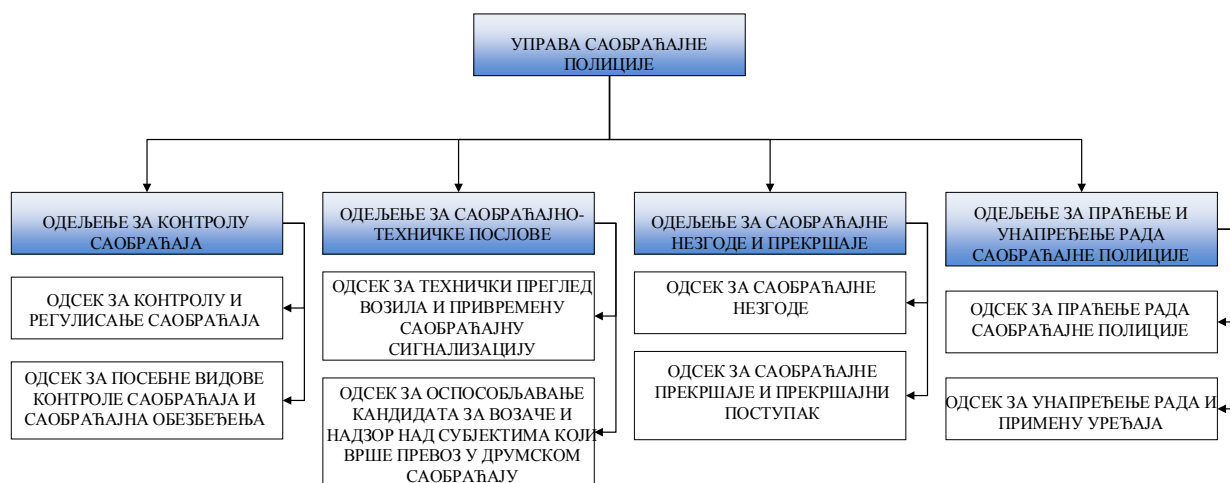 УПРАВА САОБРАЋАЈНЕ
ПОЛИЦИЈЕ
ОДЕЉЕЊЕ ЗА КОНТРОЛУ
САОБРАЋАЈА
ОДСЕК ЗА КОНТРОЛУ И
РЕГУЛИСАЊЕ САОБРАЋАЈА
ОДСЕК ЗА ПОСЕБНЕ ВИДОВЕ
КОНТРОЛЕ САОБРАЋАЈА И
САОБРАЋАЈНА ОБЕЗБЕЂЕЊА
ОДЕЉЕЊЕ ЗА САОБРАЋАЈНО-
ТЕХНИЧКЕ ПОСЛОВЕ
ОДСЕК ЗА ТЕХНИЧКИ ПРЕГЛЕД
ВОЗИЛА И ПРИВРЕМЕНУ
САОБРАЋАЈНУ
СИГНАЛИЗАЦИЈУ
ОДСЕК ЗА ОСПОСОБЉАВАЊЕ
КАНДИДАТА ЗА ВОЗАЧЕ И
НАДЗОР НАД СУБЈЕКТИМА КОЈИ
ВРШЕ ПРЕВОЗ У ДРУМСКОМ
САОБРАЋАЈУ
ОДЕЉЕЊЕ ЗА САОБРАЋАЈНЕ
НЕЗГОДЕ И ПРЕКРШАЈЕ
ОДСЕК ЗА САОБРАЋАЈНЕ
НЕЗГОДЕ
ОДСЕК ЗА САОБРАЋАЈНЕ
ПРЕКРШАЈЕ И ПРЕКРШАЈНИ
ПОСТУПАК
ОДЕЉЕЊЕ ЗА ПРАЋЕЊЕ И
УНАПРЕЂЕЊЕ РАДА
САОБРАЋАЈНЕ ПОЛИЦИЈЕ
ОДСЕК ЗА ПРАЋЕЊЕ РАДА
САОБРАЋАЈНЕ ПОЛИЦИЈЕ
ОДСЕК ЗА УНАПРЕЂЕЊЕ РАДА И
ПРИМЕНУ УРЕЂАЈА